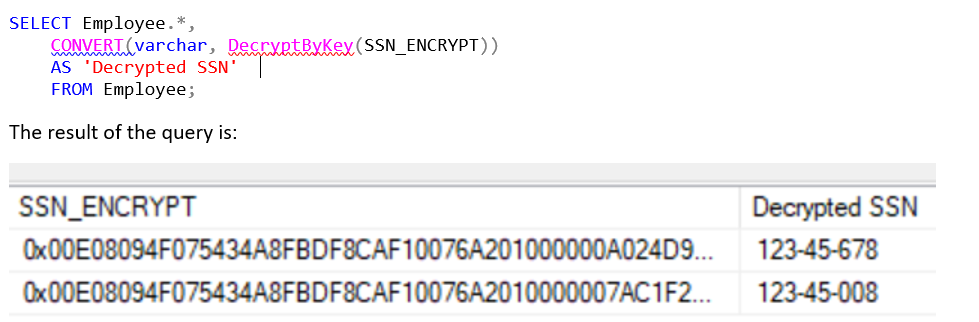 SELECT Employee.*,
CONVERT(varchar, DecryptByKey(SSN_ENCRYPT))
AS 'Decrypted SSN'
FROM Employee;
The result of the query is:
SSN_ENCRYPT Decrypted SSN
0x00E08094F075434A8FBDF8CAF10076A201000000A024D9... 123-45-678
0x00E08094F075434A8FBDF8CAF10076A2010000007AC1F2... 123-45-008